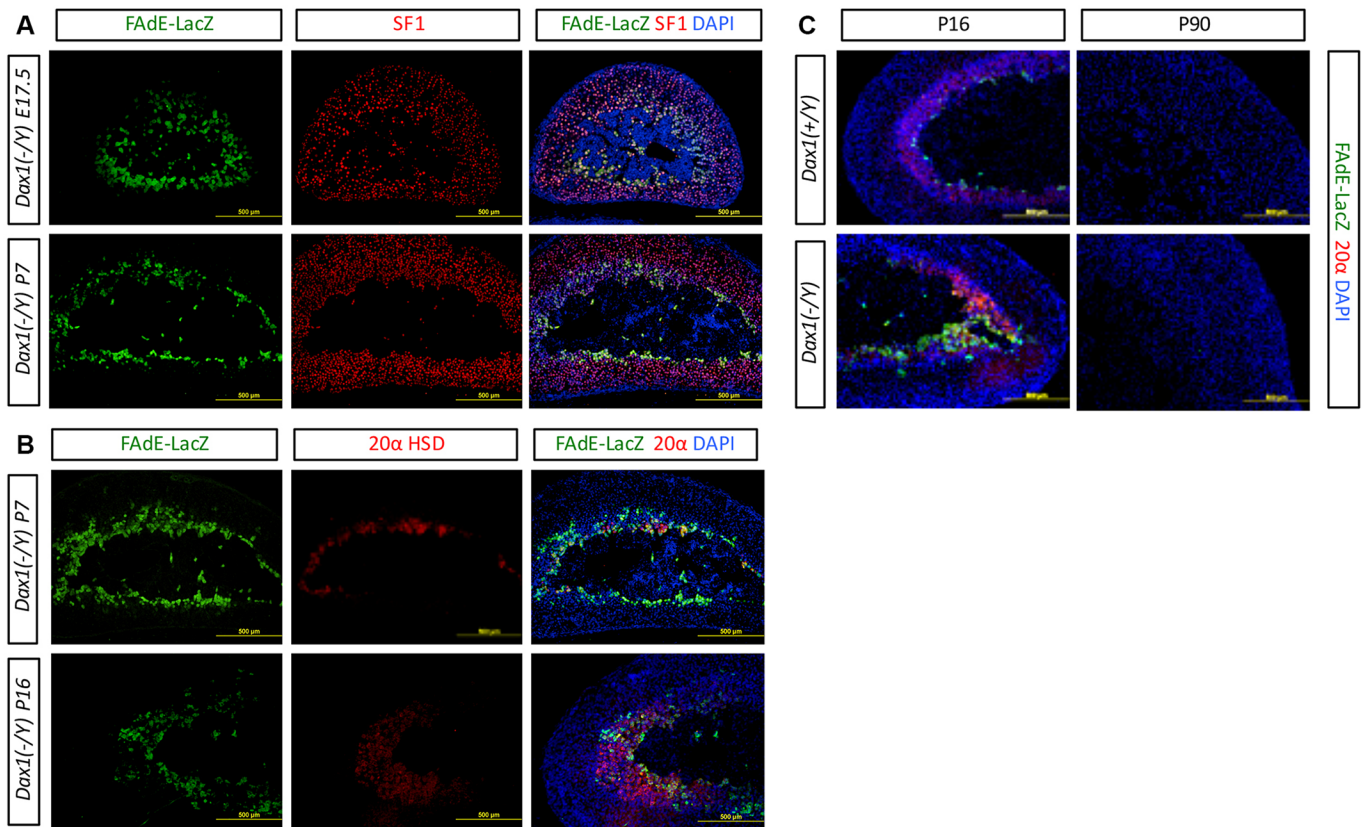 A
FAdE-LacZ
SF1
FAdE-LacZ SF1 DAPI
Dax1(-/Y) E17.5
500 µm
500 µm
500 µm
Dax1(-/Y) P7
500 µm
500 µm
500 µm
B
FAdE-LacZ
20α HSD
FAdE-LacZ 20α DAPI
Dax1(-/Y) P7
500 µm
500 µm
Dax1(-/Y) P16
500 µm
500 µm
500 µm
C
P16
P90
Dax1(+/Y)
Dax1(-/Y)
FAdE-LacZ 20α DAPI